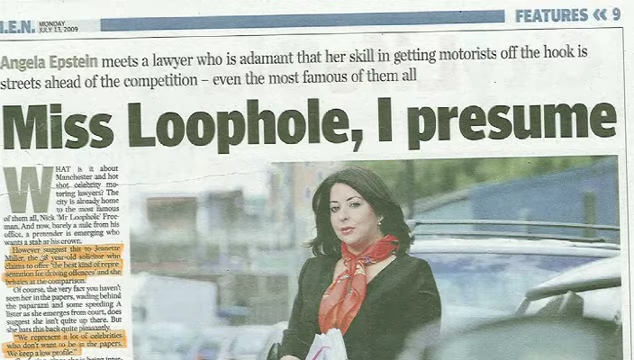 I.E.N. MONDAY
JULY 13, 2009
FEATURES << 9
Angela Epstein meets a lawyer who is adamant that her skill in getting motorists off the hook is
streets ahead of the competition – even the most famous of them all
Miss Loophole, I presume
WHAT is it about
Manchester and hot
shot celebrity mo-
toring lawyers? The
city is already home
to the most famous
of them all, Nick 'Mr Loophole' Free-
man. And now, barely a mile from his
office, a pretender is emerging who
wants a stab at his crown.
However suggest this to Jeanette
Miller, the 38 year-old solicitor who
claims to offer 'the best kind of repre-
sentation for driving offences' and she
bristles at the comparison.
Of course, the very fact you haven't
seen her in the papers, wading behind
the paparazzi and some speeding A
lister as she emerges from court, does
suggest she isn't quite up there. But
she bats this back quite pleasantly.
"We represent a lot of celebrities
who don't want to be in the papers.
We keep a low profile."